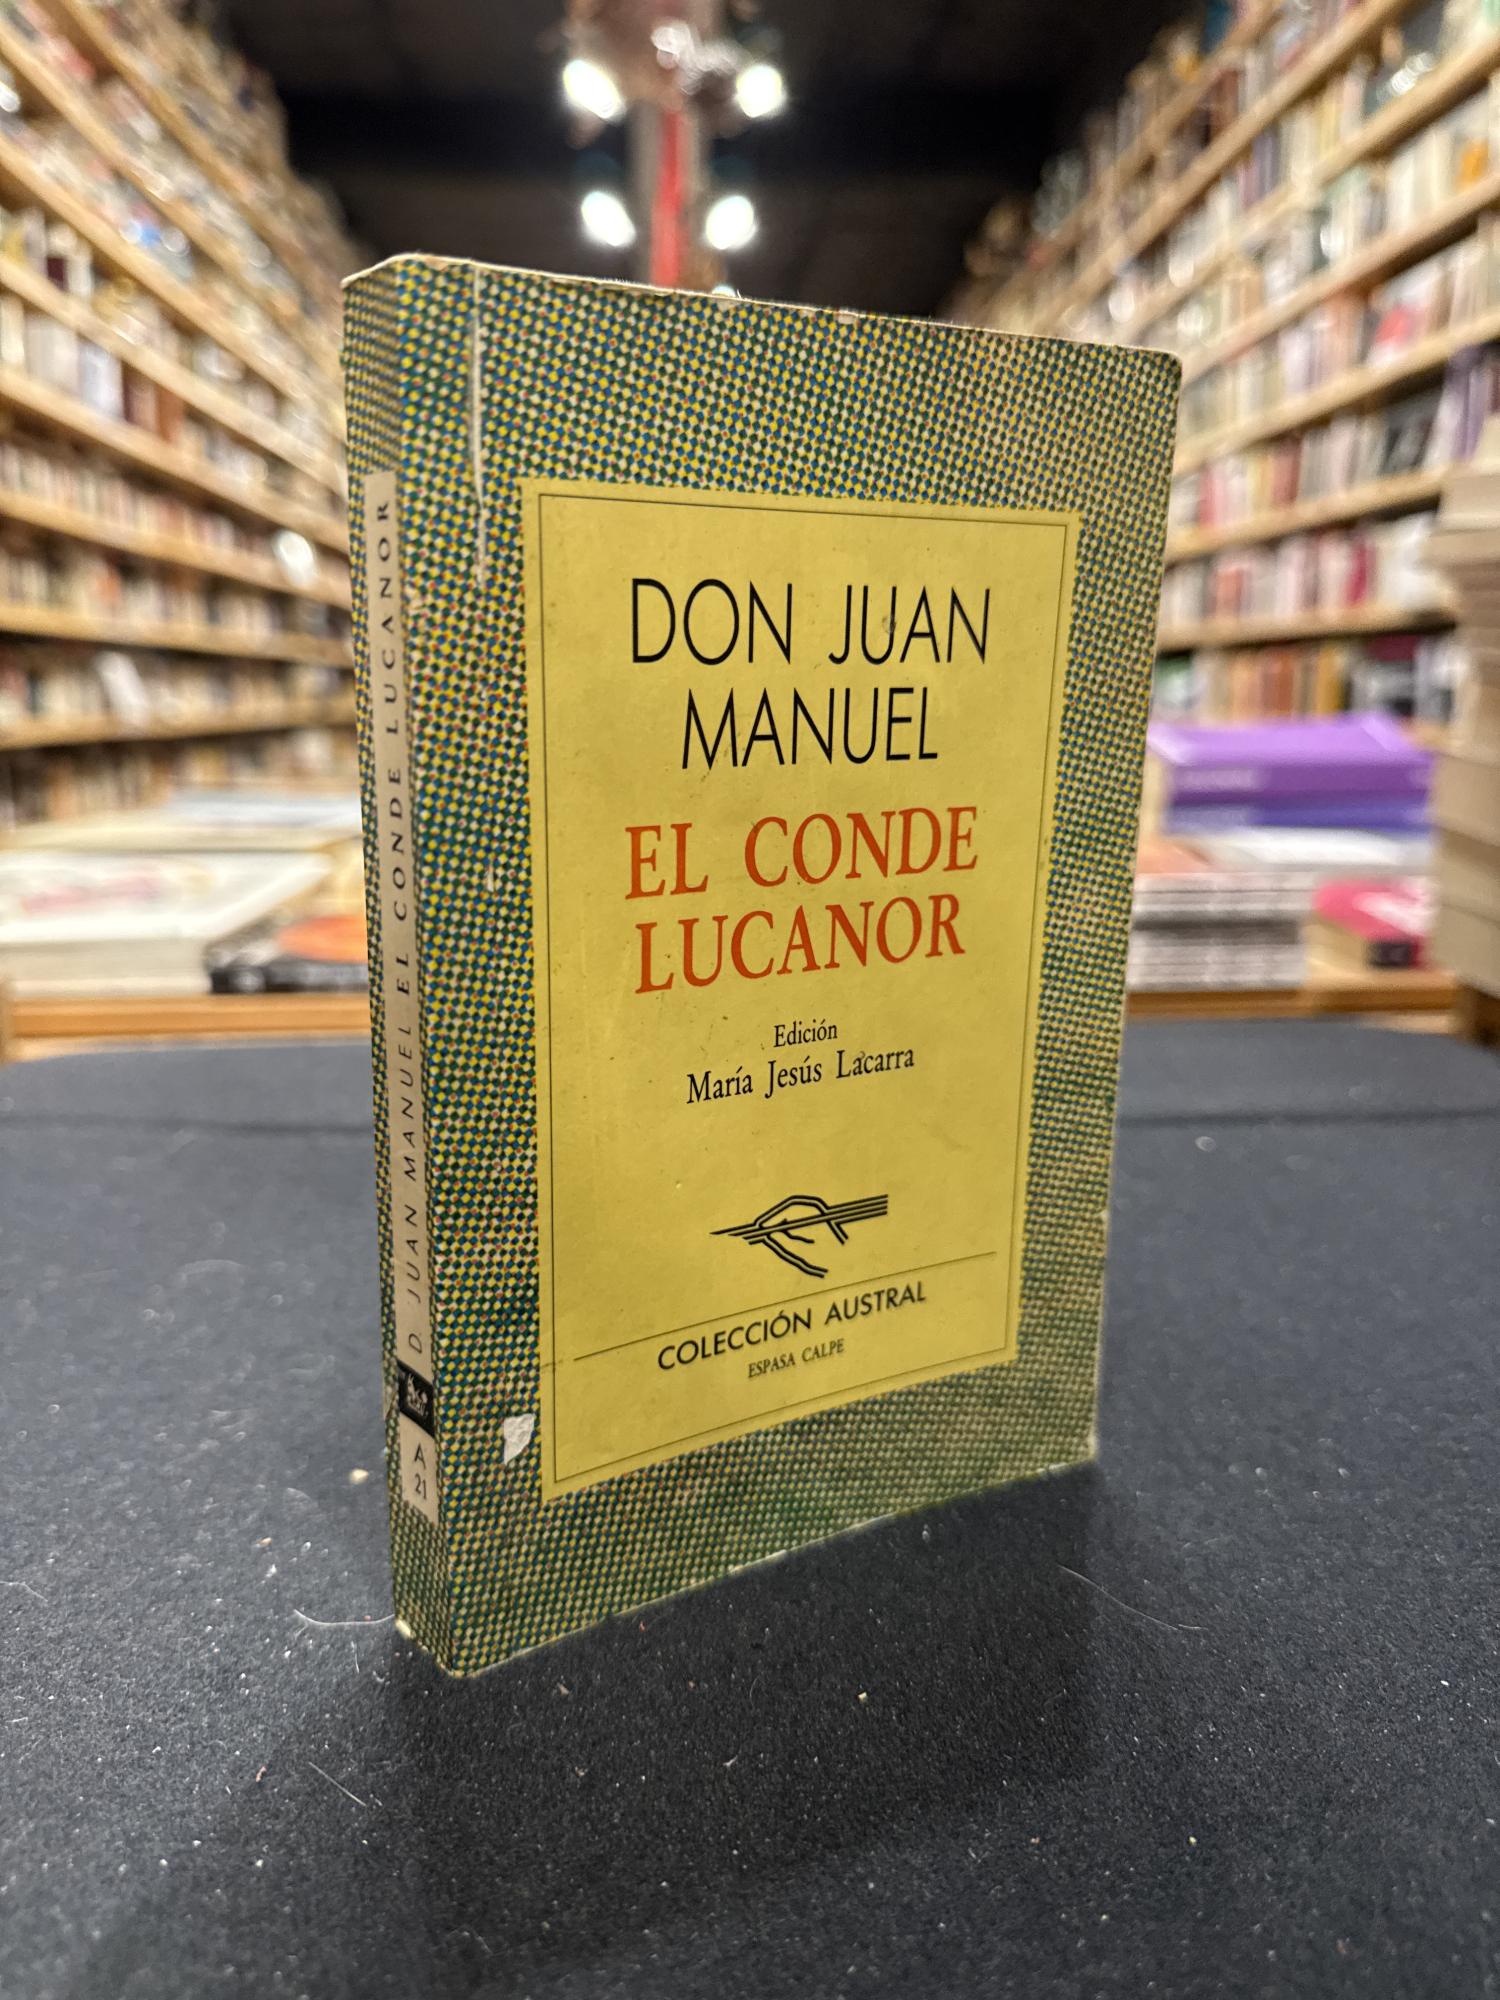 D. JUAN MANUEL EL CONDE LUCANOR
A
21
DON JUAN
MANUEL
EL CONDE
LUCANOR
Edición
María Jesús Lacarra
COLECCIÓN AUSTRAL
ESPASA CALPE